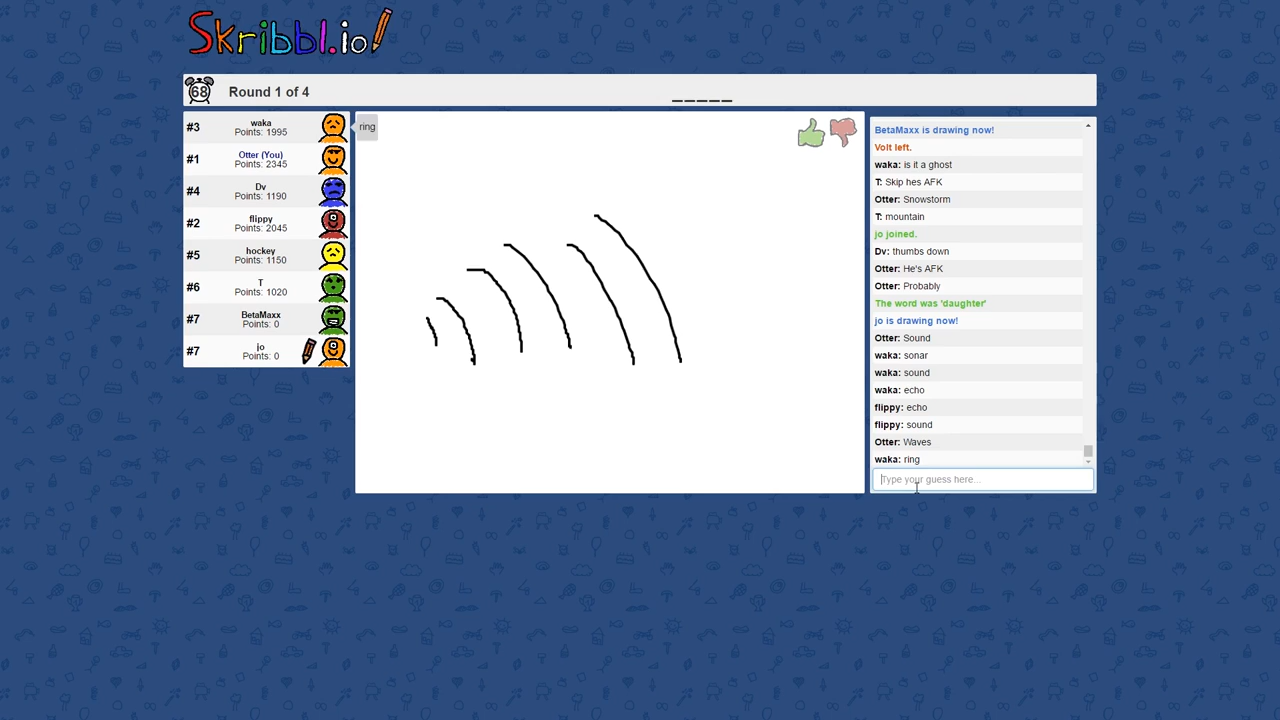 Skribbl.io!
68
Round 1 of 4
_____
#3 waka
Points: 1995
ring
#1 Otter (You)
Points: 2345
#4 Dv
Points: 1190
#2 flippy
Points: 2045
#5 hockey
Points: 1150
#6 T
Points: 1020
#7 BetaMaxx
Points: 0
#7 jo
Points: 0
BetaMaxx is drawing now!
Volt left.
waka: is it a ghost
T: Skip hes AFK
Otter: Snowstorm
T: mountain
jo joined.
Dv: thumbs down
Otter: He's AFK
Otter: Probably
The word was 'daughter'
jo is drawing now!
Otter: Sound
waka: sonar
waka: sound
waka: echo
flippy: echo
flippy: sound
Otter: Waves
waka: ring
Type your guess here...